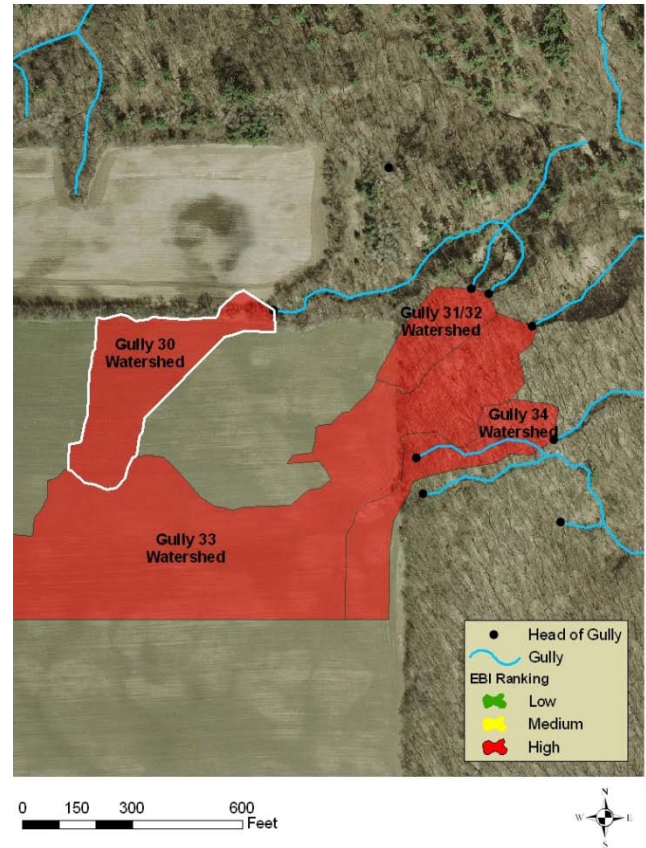 Gully 31/32
Watershed
Gully 30
Watershed
Gully 34
Watershed
Gully 33
Watershed
Head of Gully
Gully
EBI Ranking
Low
Medium
High
0 150 300 600
Feet
N
W E
S